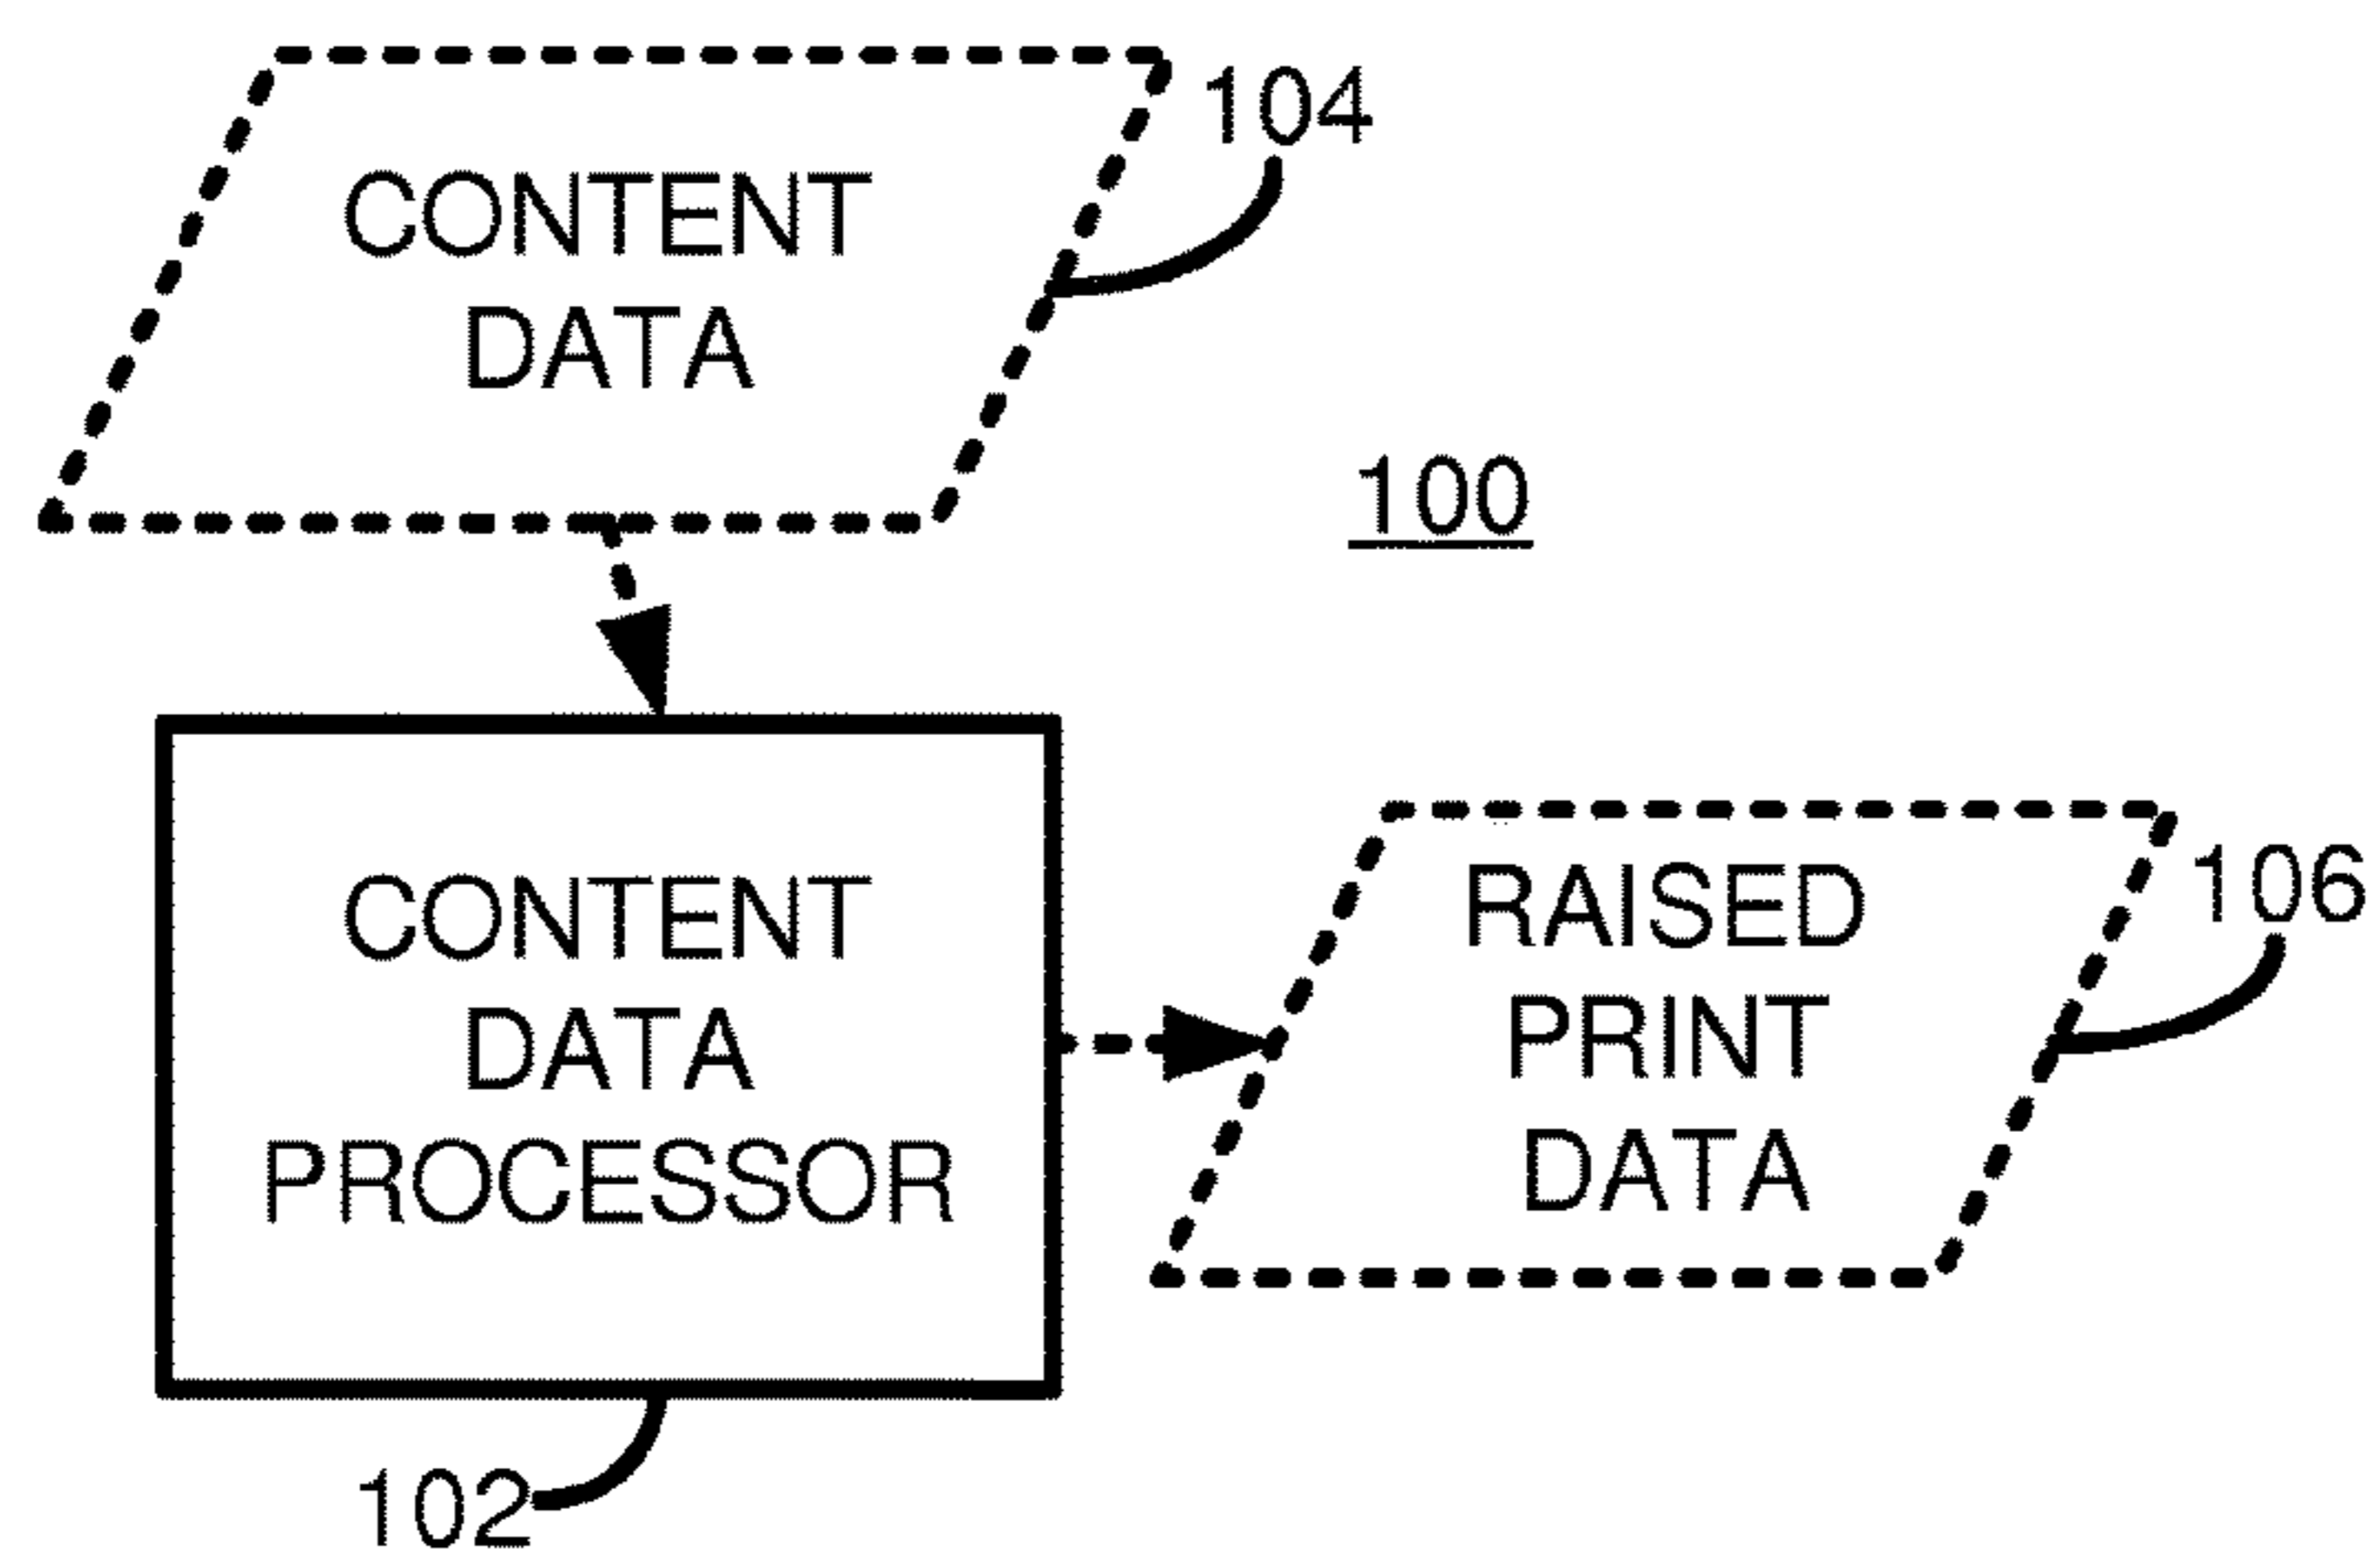 104
CONTENT
DATA
100
CONTENT
DATA
PROCESSOR
RAISED
PRINT
DATA
106
102